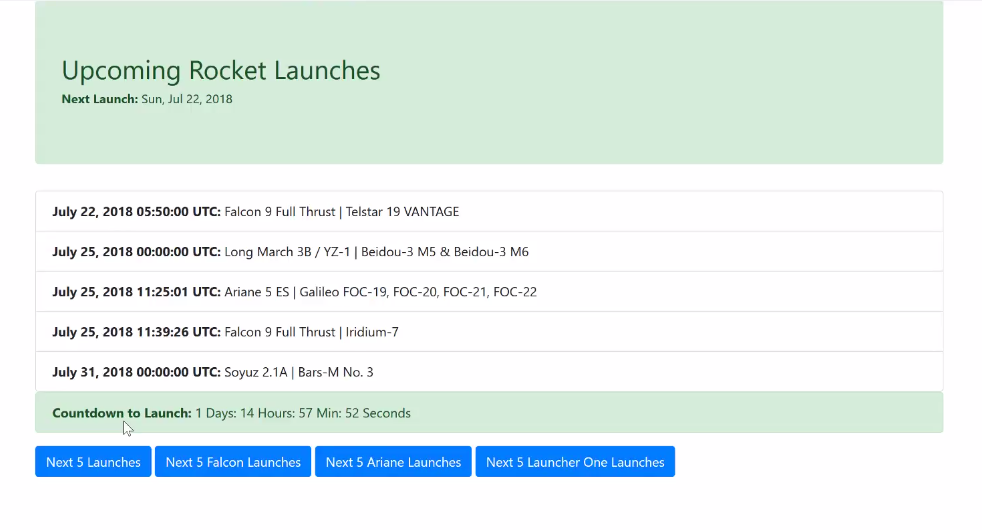 Upcoming Rocket Launches
Next Launch: Sun, Jul 22, 2018
July 22, 2018 05:50:00 UTC: Falcon 9 Full Thrust | Telstar 19 VANTAGE
July 25, 2018 00:00:00 UTC: Long March 3B / YZ-1 | Beidou-3 M5 & Beidou-3 M6
July 25, 2018 11:25:01 UTC: Ariane 5 ES | Galileo FOC-19, FOC-20, FOC-21, FOC-22
July 25, 2018 11:39:26 UTC: Falcon 9 Full Thrust | Iridium-7
July 31, 2018 00:00:00 UTC: Soyuz 2.1A | Bars-M No. 3
Countdown to Launch: 1 Days: 14 Hours: 57 Min: 52 Seconds
Next 5 Launches Next 5 Falcon Launches Next 5 Ariane Launches Next 5 Launcher One Launches